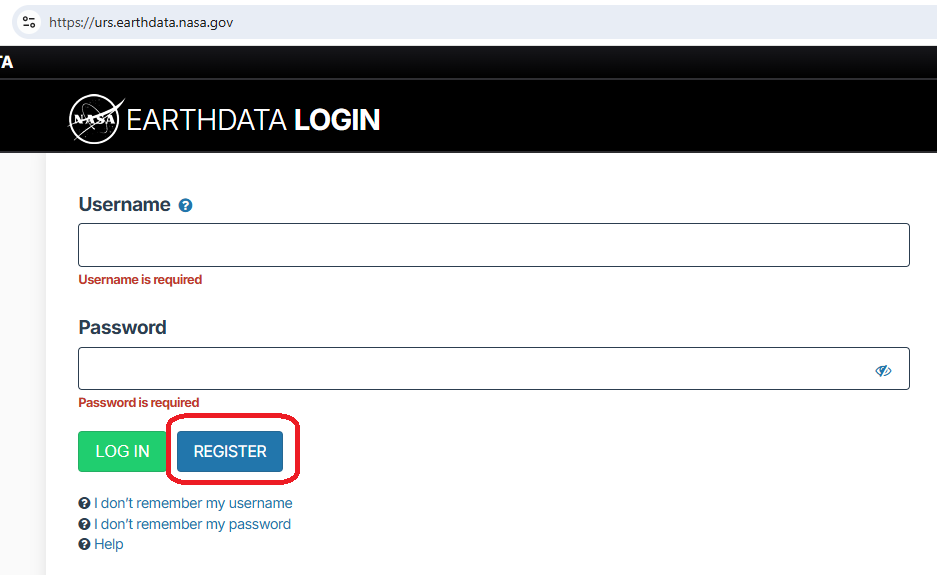 https://urs.earthdata.nasa.gov
TA
NASA EARTHDATA LOGIN
Username ?
Username is required
Password
Password is required
LOG IN REGISTER
? I don't remember my username
? I don't remember my password
? Help